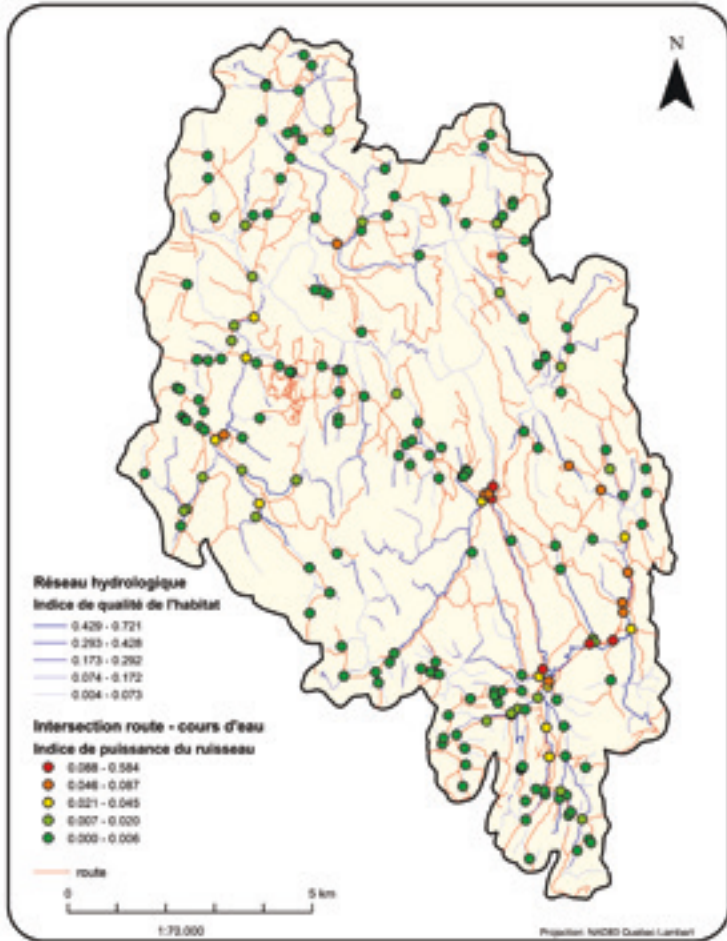 N
Réseau hydrologique
Indice de qualité de l'habitat
0.429 - 0.721
0.293 - 0.428
0.173 - 0.292
0.074 - 0.172
0.004 - 0.073
Intersection route - cours d'eau
Indice de puissance du ruisseau
0.088 - 0.584
0.046 - 0.087
0.021 - 0.045
0.007 - 0.020
0.000 - 0.006
route
0 5 km
1:70.000
Projection: NAD83 Québec Lambert